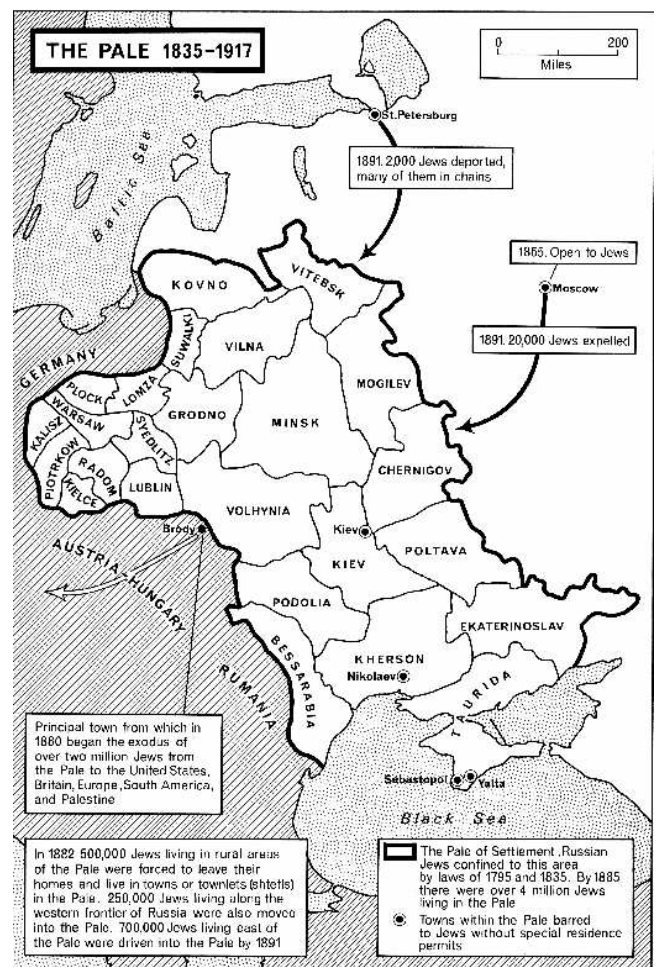 THE PALE 1835-1917
0 200
Miles
St. Petersburg
1891. 2,000 Jews deported,
many of them in chains
Baltic Sea
1865. Open to Jews
Moscow
1891. 20,000 Jews expelled
KOVNO
VITEBSK
SUWALKI
VILNA
GERMANY
MOGILEV
PLOCK
LOMZA
GRODNO
MINSK
WARSAW
KALISZ
SYEDLITZ
CHERNIGOV
PIOTRKOW
RADOM
KIELCE
LUBLIN
VOLHYNIA
Brody
Kiev
KIEV
POLTAVA
AUSTRIA-HUNGARY
PODOLIA
EKATERINOSLAV
BESSARABIA
KHERSON
Nikolaev
RUMANIA
TAURIDA
Sebastopol
Yalta
Black Sea
Principal town from which in
1880 began the exodus of
over two million Jews from
the Pale to the United States,
Britain, Europe, South America,
and Palestine
In 1882 500,000 Jews living in rural areas
of the Pale were forced to leave their
homes and live in towns or townlets (shtetls)
in the Pale. 250,000 Jews living along the
western frontier of Russia were also moved
into the Pale. 700,000 Jews living east of
the Pale were driven into the Pale by 1891
The Pale of Settlement. Russian
Jews confined to this area
by laws of 1795 and 1835. By 1885
there were over 4 million Jews
living in the Pale
Towns within the Pale barred
to Jews without special residence
permits